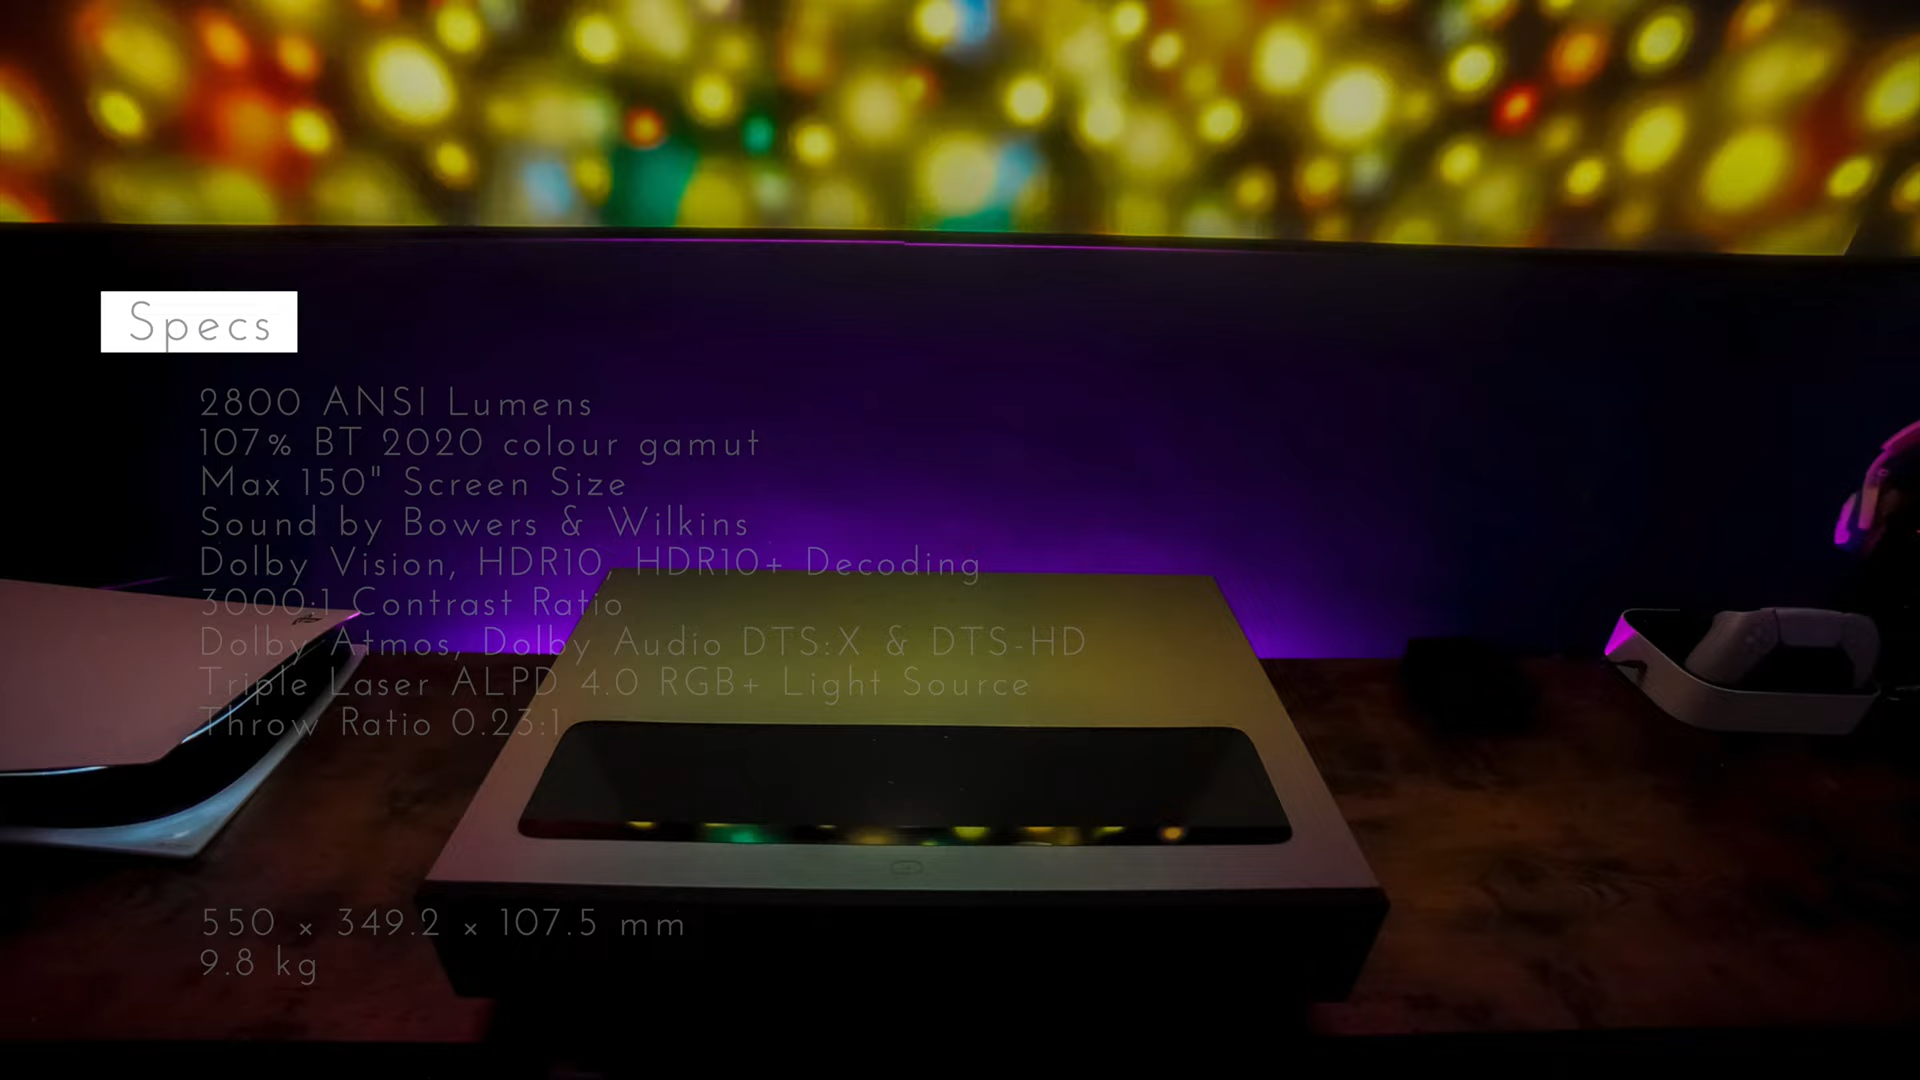 Specs
2800 ANSI Lumens
107% BT 2020 colour gamut
Max 150" Screen Size
Sound by Bowers & Wilkins
Dolby Vision, HDR10, HDR10+ Decoding
3000:1 Contrast Ratio
Dolby Atmos, Dolby Audio DTS:X & DTS-HD
Triple Laser ALPD 4.0 RGB+ Light Source
Throw Ratio 0.23:1
550 x 349.2 x 107.5 mm
9.8 kg